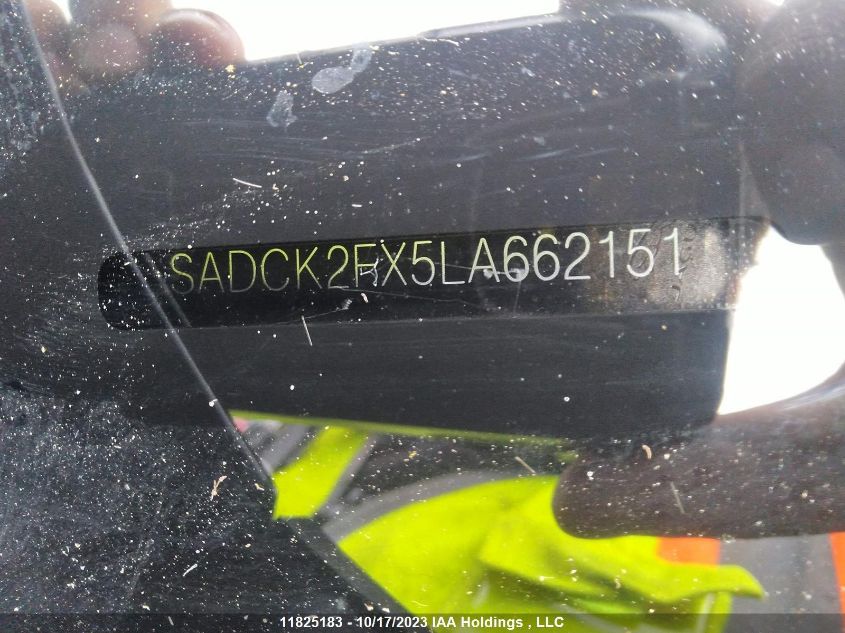 SADCK2FX5LA662151
11825183 - 10/17/2023 IAA Holdings , LLC